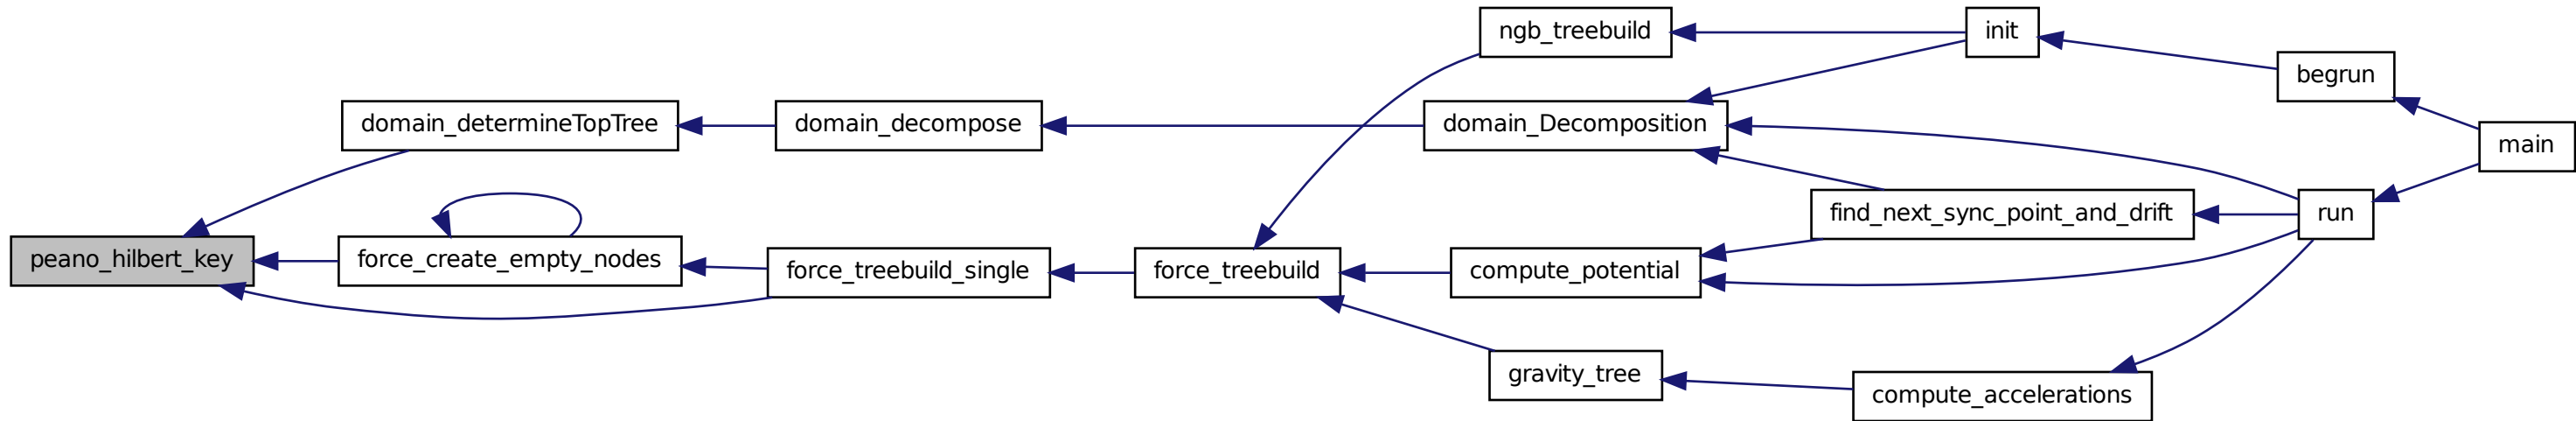 ngb_treebuild
init
begrun
domain_determineTopTree
domain_decompose
domain_Decomposition
main
find_next_sync_point_and_drift
run
peano_hilbert_key
force_create_empty_nodes
force_treebuild_single
force_treebuild
compute_potential
gravity_tree
compute_accelerations